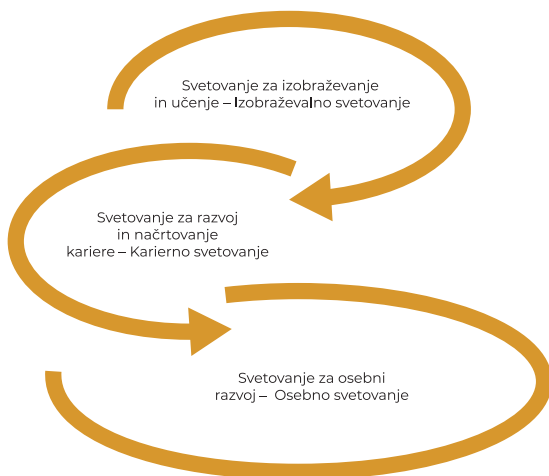 Svetovanje za izobraževanje
in učenje – Izobraževalno svetovanje
Svetovanje za razvoj
in načrtovanje
kariere – Karierno svetovanje
Svetovanje za osebni
razvoj – Osebno svetovanje